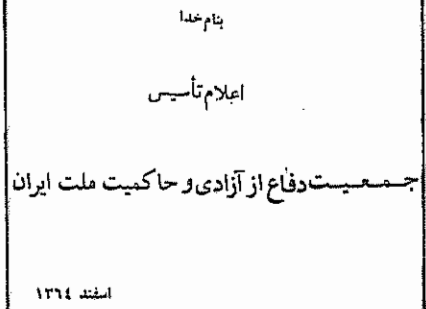 بنام خدا
اعلام تأسیس
جمعیت دفاع از آزادی و حاکمیت ملت ایران
اسفند ۱۳٦٤